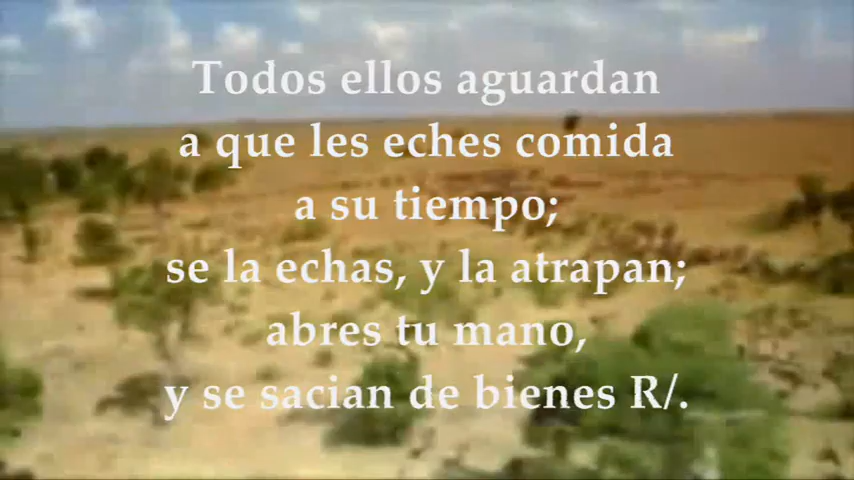 Todos ellos aguardan
a que les eches comida
a su tiempo;
se la echas, y la atrapan;
abres tu mano,
y se sacian de bienes R/.